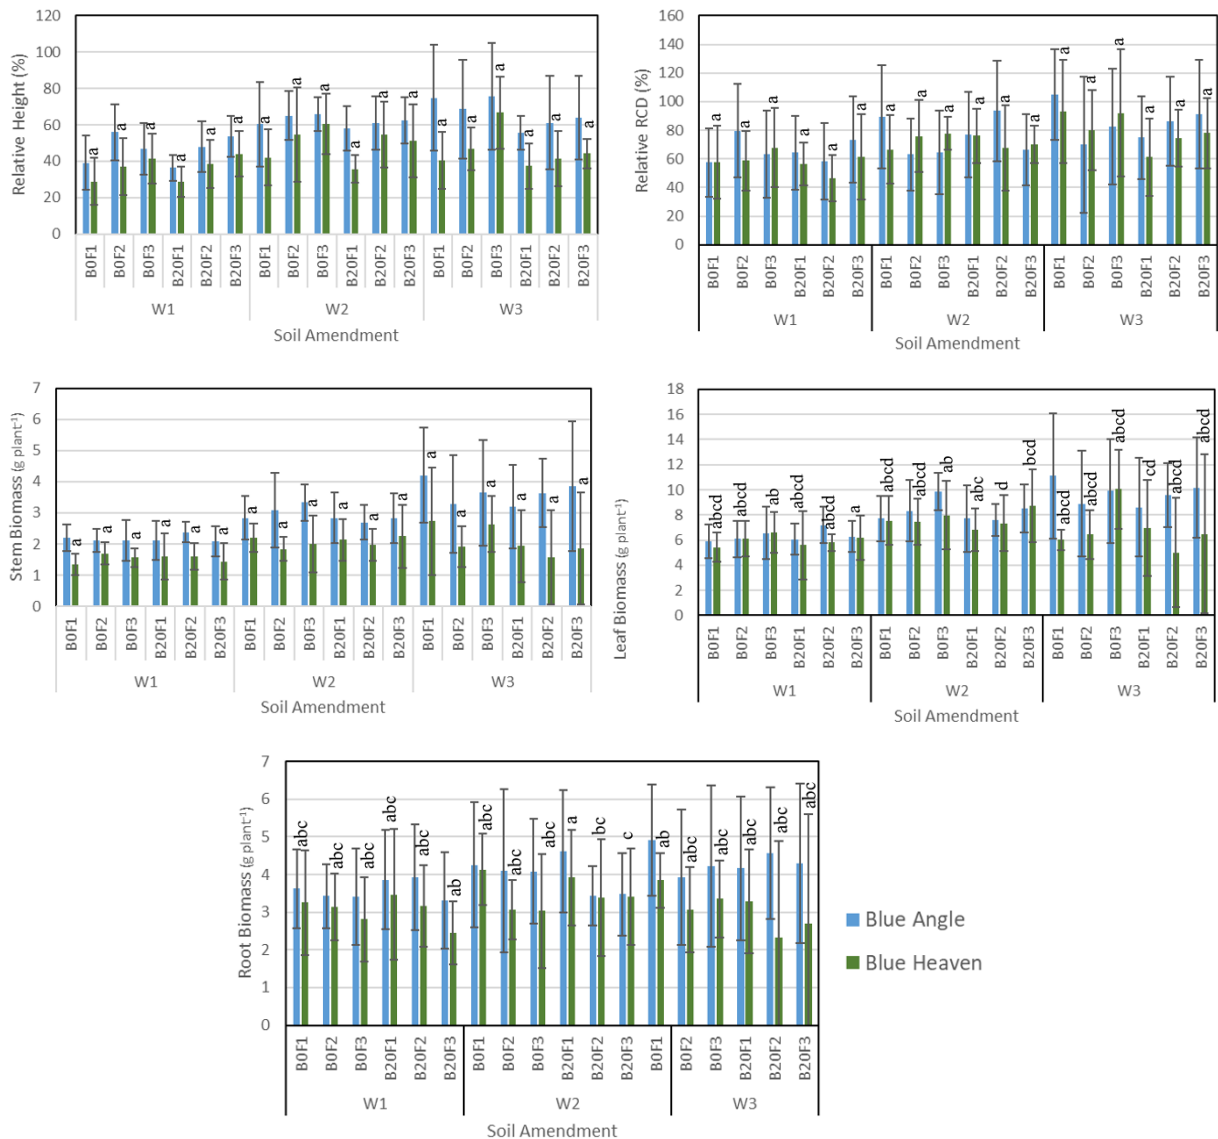 120
100
80
60
40
20
0
Relative Height (%)
a a a a a a a a a a a a a a a a a a
B0F1 B0F2 B0F3 B20F1 B20F2 B20F3 B0F1 B0F2 B0F3 B20F1 B20F2 B20F3 B0F1 B0F2 B0F3 B20F1 B20F2 B20F3
W1 W2 W3
Soil Amendment
160
140
120
100
80
60
40
20
0
Relative RCD (%)
a a a a a a a a a a a a a a a a a a
B0F1 B0F2 B0F3 B20F1 B20F2 B20F3 B0F1 B0F2 B0F3 B20F1 B20F2 B20F3 B0F1 B0F2 B0F3 B20F1 B20F2 B20F3
W1 W2 W3
Soil Amendment
7
6
5
4
3
2
1
0
Stem Biomass (g plant⁻¹)
a a a a a a a a a a a a a a a a a a
B0F1 B0F2 B0F3 B20F1 B20F2 B20F3 B0F1 B0F2 B0F3 B20F1 B20F2 B20F3 B0F1 B0F2 B0F3 B20F1 B20F2 B20F3
W1 W2 W3
Soil Amendment
18
16
14
12
10
8
6
4
2
0
Leaf Biomass (g plant⁻¹)
abcd abcd ab abcd abcd a abcd abcd ab abc d bcd abcd abcd abcd cd abcd abcd
B0F1 B0F2 B0F3 B20F1 B20F2 B20F3 B0F1 B0F2 B0F3 B20F1 B20F2 B20F3 B0F1 B0F2 B0F3 B20F1 B20F2 B20F3
W1 W2 W3
Soil Amendment
7
6
5
4
3
2
1
0
Root Biomass (g plant⁻¹)
abc abc abc abc abc ab abc abc abc a bc c ab abc abc abc abc abc
B0F1 B0F2 B0F3 B20F1 B20F2 B20F3 B0F1 B0F2 B0F3 B20F1 B20F2 B20F3 B0F1 B0F2 B0F3 B20F1 B20F2 B20F3
W1 W2 W3
Soil Amendment
Blue Angle
Blue Heaven